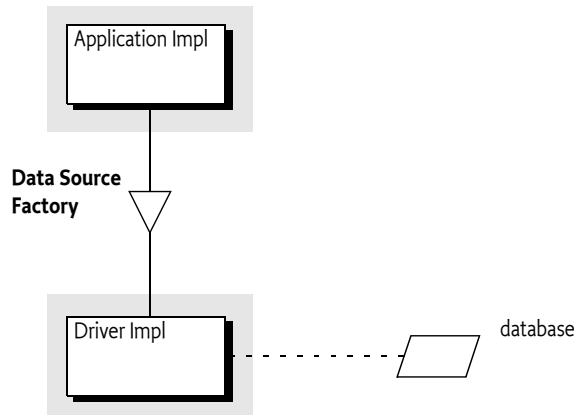 Application Impl
Data Source
Factory
Driver Impl
database